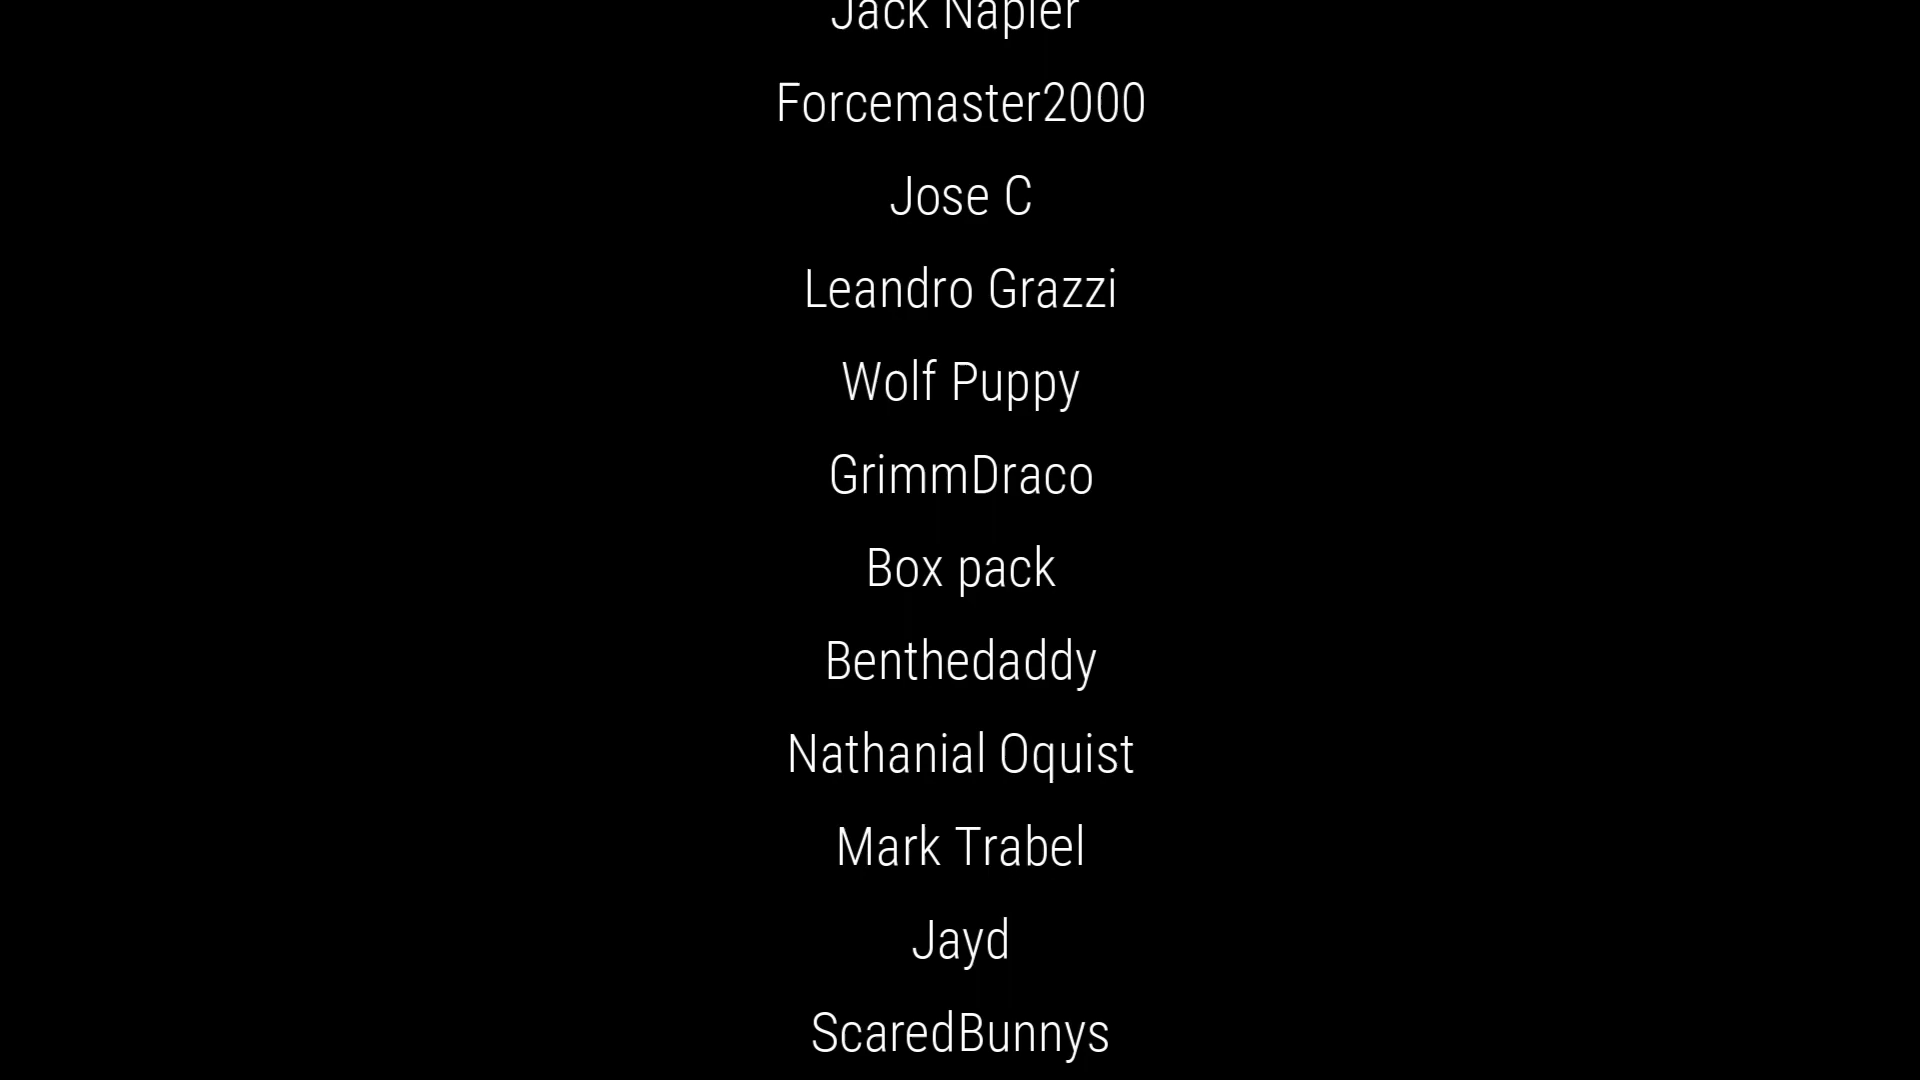 Jack Napier
Forcemaster2000
Jose C
Leandro Grazzi
Wolf Puppy
GrimmDraco
Box pack
Benthedaddy
Nathanial Oquist
Mark Trabel
Jayd
ScaredBunnys